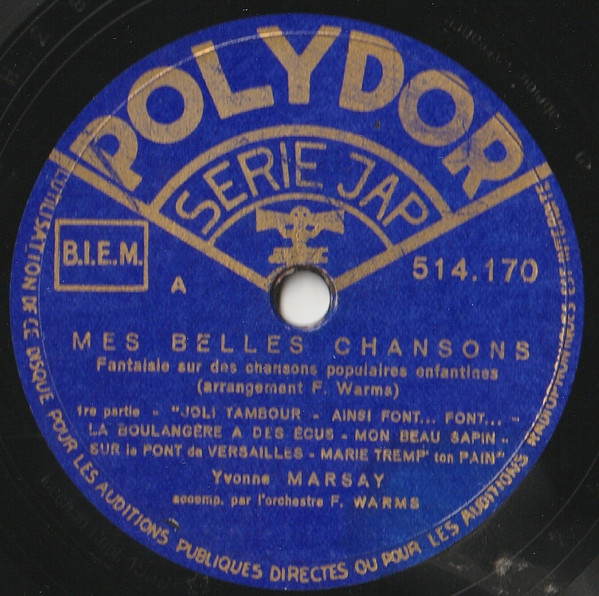 POLYDOR
SERIE JAP
B.I.E.M.
A
514.170
MES BELLES CHANSONS
Fantaisie sur des chansons populaires enfantines
(arrangement F. Warms)
1re partie - "JOLI TAMBOUR - AINSI FONT... FONT... -
LA BOULANGÈRE A DES ÉCUS - MON BEAU SAPIN -
SUR le PONT de VERSAILLES - MARIE TREMP' ton PAIN"
Yvonne MARSAY
accomp. par l'orchestre F. WARMS
L'UTILISATION DE CE DISQUE POUR LES AUDITIONS PUBLIQUES DIRECTES OU POUR LES AUDITIONS RADIOPHONIQUES EST